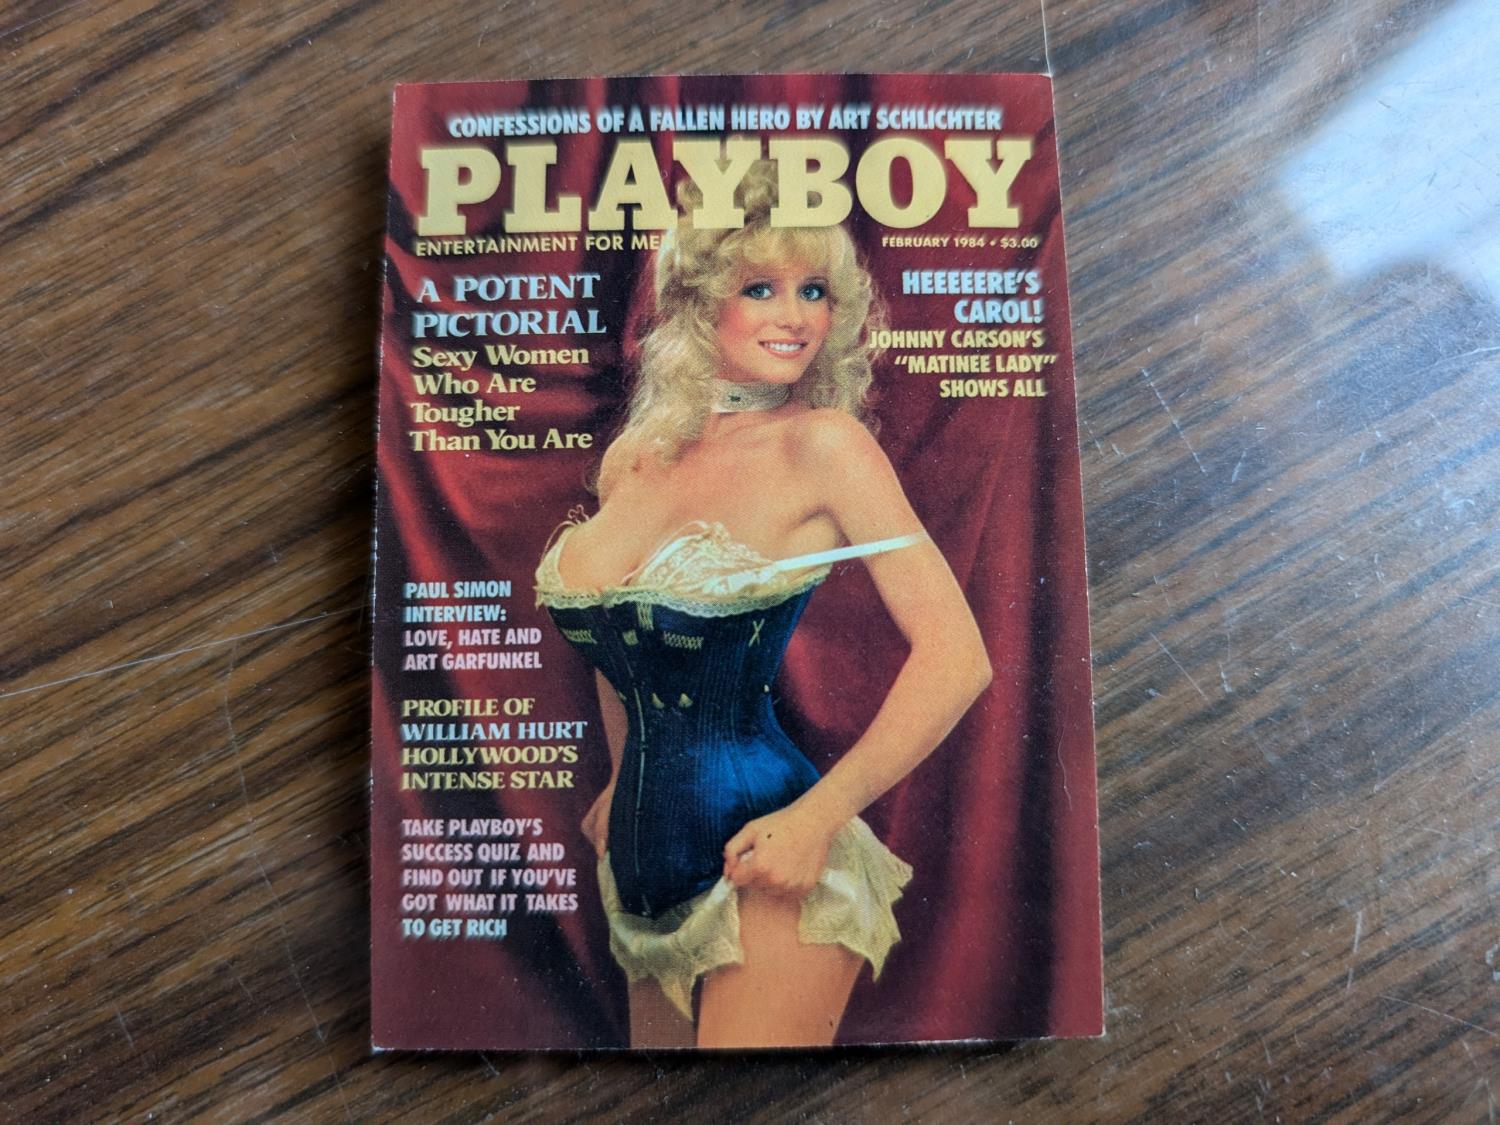 CONFESSIONS OF A FALLEN HERO BY ART SCHLICHTER
PLAYBOY
ENTERTAINMENT FOR MEN
FEBRUARY 1984 • $3.00
A POTENT
PICTORIAL
Sexy Women
Who Are
Tougher
Than You Are
HEEEEERE'S
CAROL!
JOHNNY CARSON'S
"MATINEE LADY"
SHOWS ALL
PAUL SIMON
INTERVIEW:
LOVE, HATE AND
ART GARFUNKEL
PROFILE OF
WILLIAM HURT
HOLLYWOOD'S
INTENSE STAR
TAKE PLAYBOY'S
SUCCESS QUIZ AND
FIND OUT IF YOU'VE
GOT WHAT IT TAKES
TO GET RICH